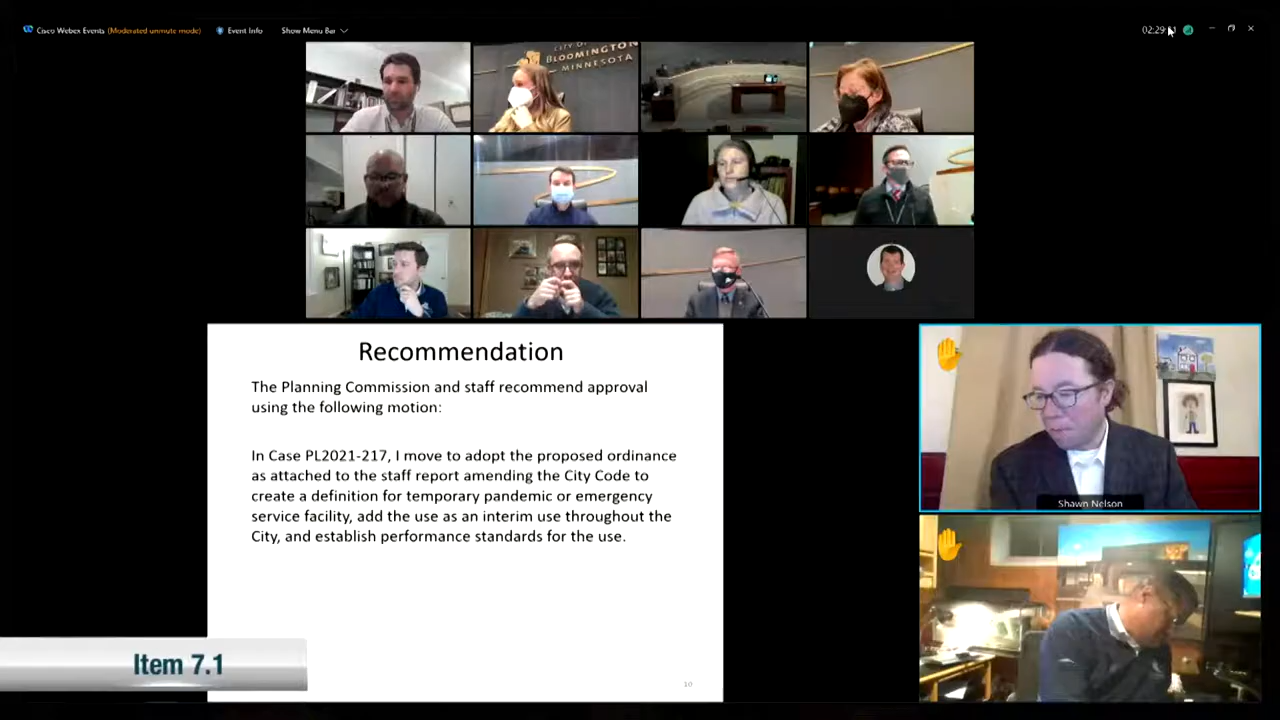 Cisco Webex Events (Moderated unmute mode)
Event Info
Show Menu Bar
CITY OF
BLOOMINGTON
MINNESOTA
Recommendation
The Planning Commission and staff recommend approval
using the following motion:
In Case PL2021-217, I move to adopt the proposed ordinance
as attached to the staff report amending the City Code to
create a definition for temporary pandemic or emergency
service facility, add the use as an interim use throughout the
City, and establish performance standards for the use.
10
Shawn Nelson
Item 7.1